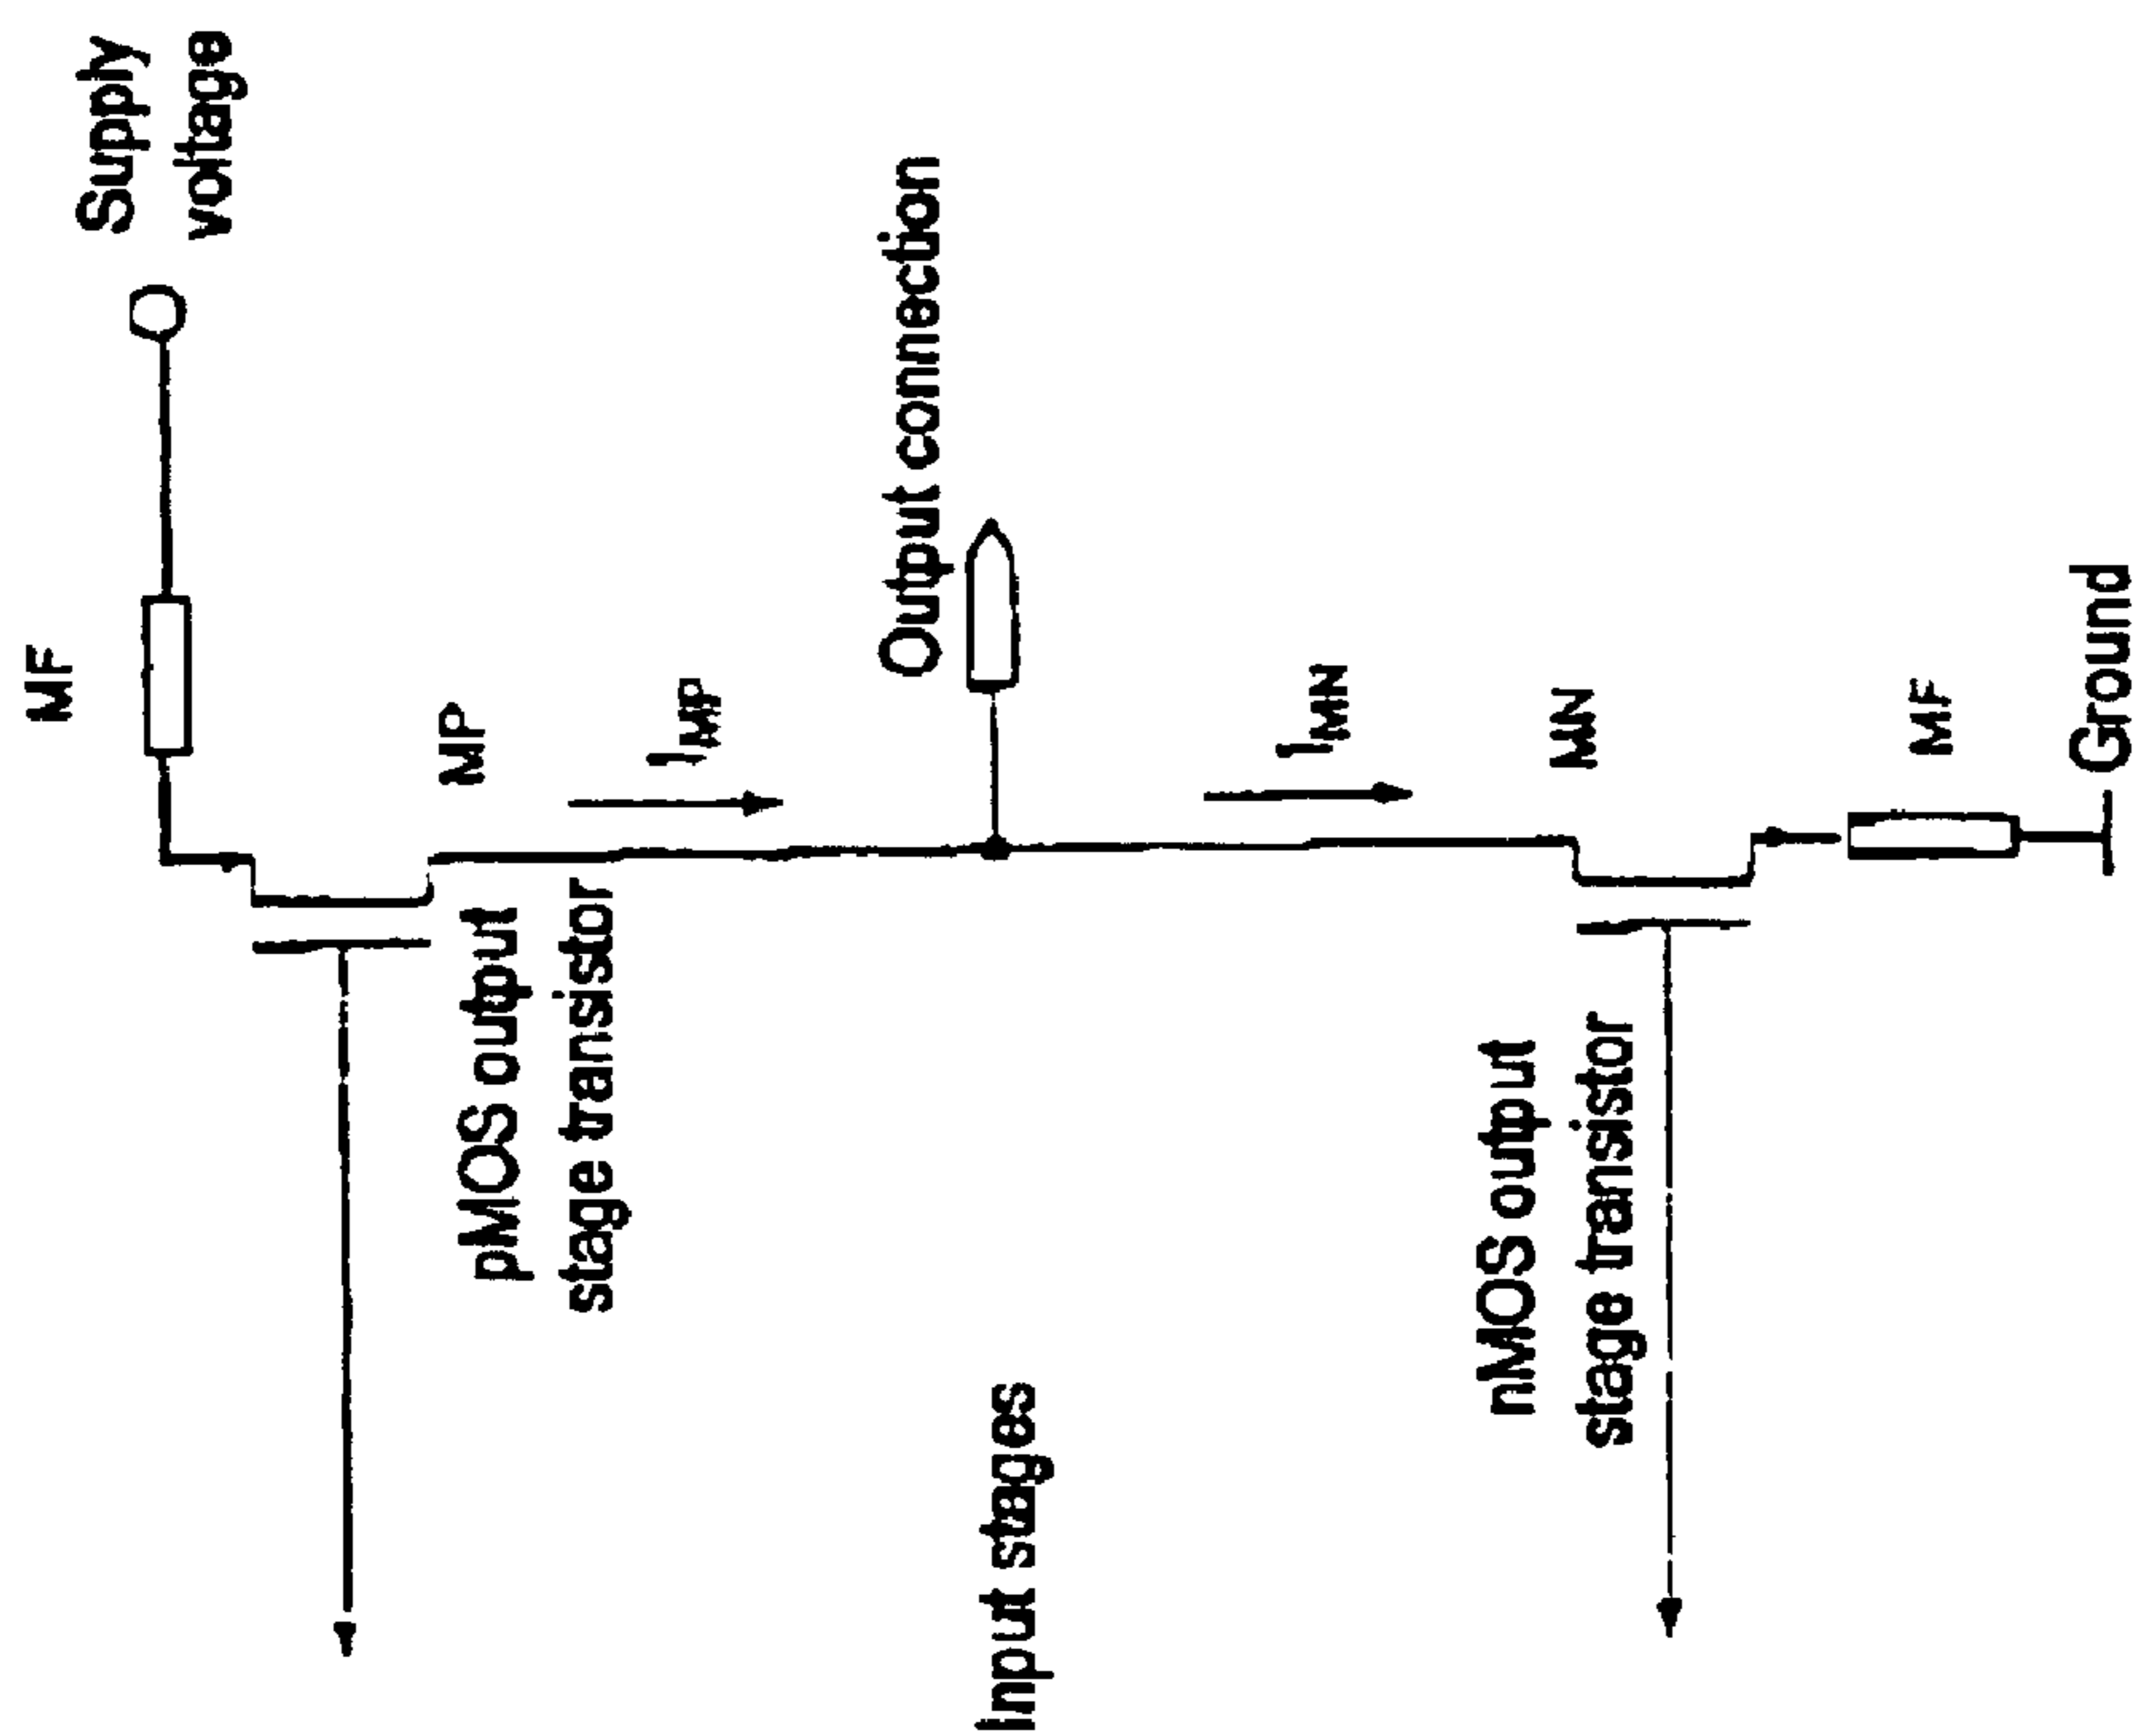 MF
Supply
voltage
MP
pMOS output
stage transistor
I_MP
Output connection
Input stages
I_MN
MN
nMOS output
stage transistor
MF
Ground